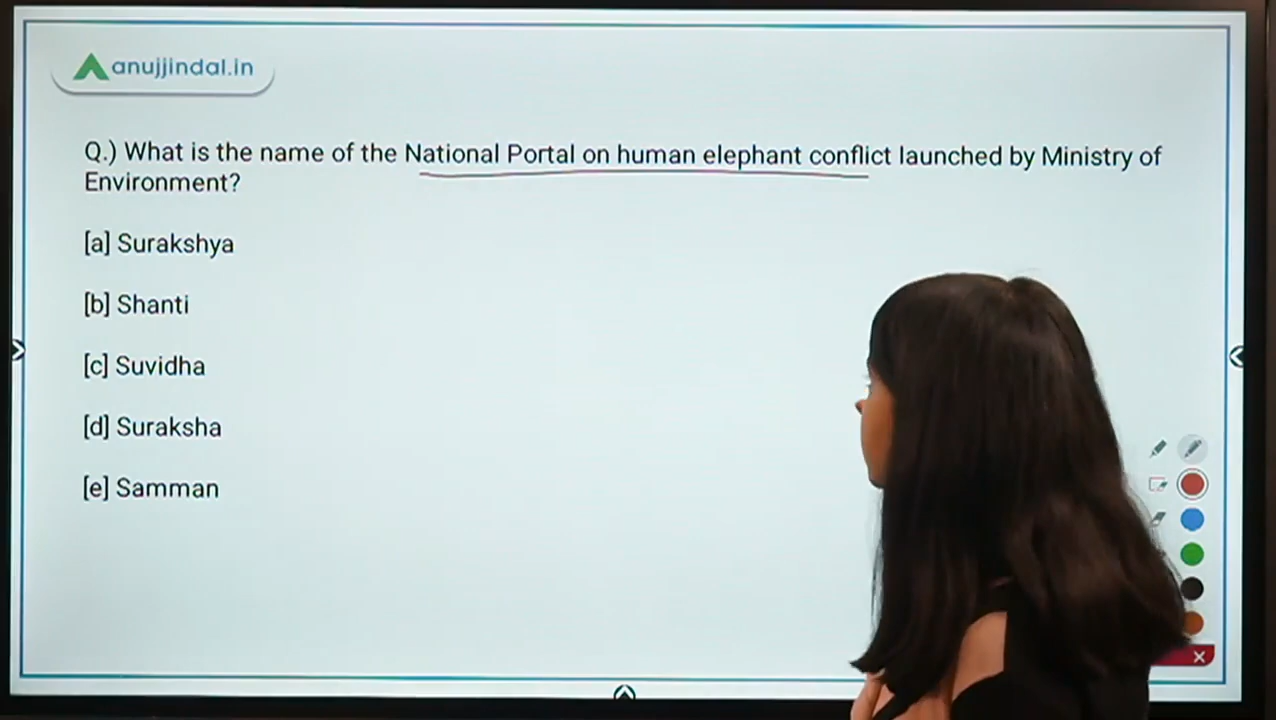 anujjindal.in
Q.) What is the name of the National Portal on human elephant conflict launched by Ministry of
Environment?
[a] Surakshya
[b] Shanti
[c] Suvidha
[d] Suraksha
[e] Samman